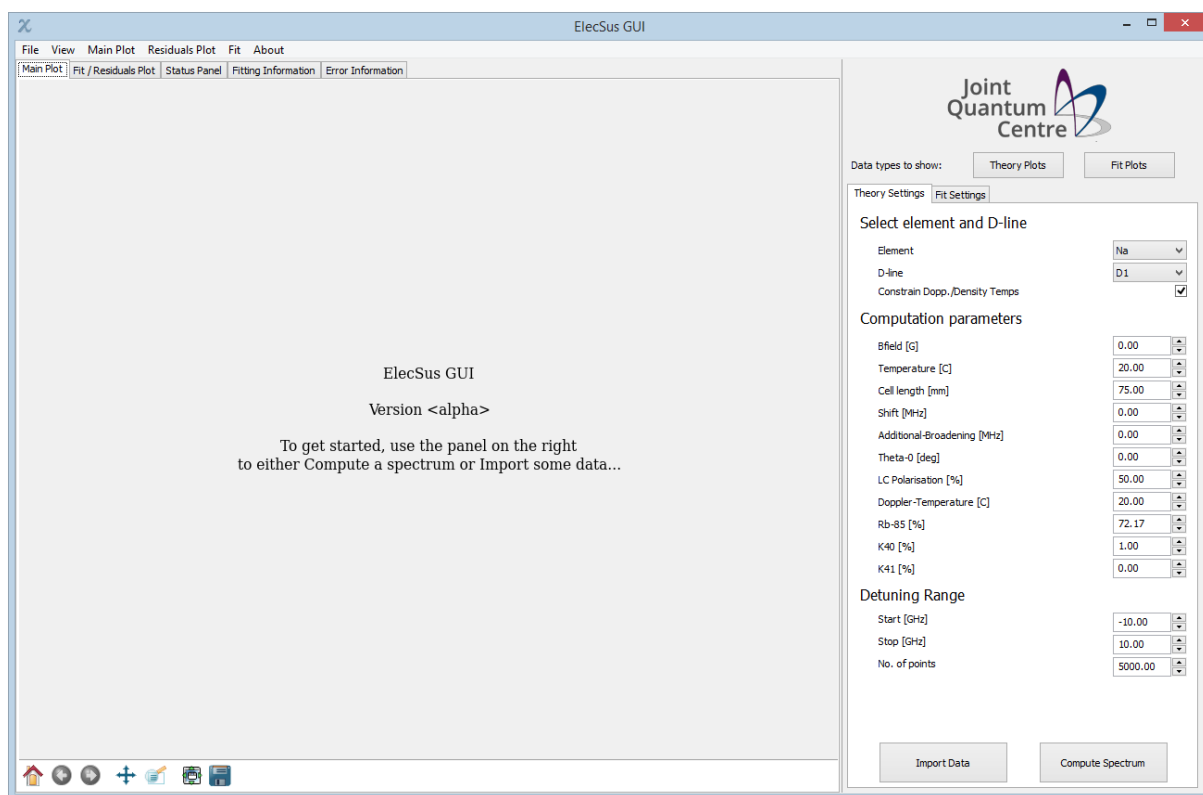 ElecSus GUI
File View Main Plot Residuals Plot Fit About
Main Plot Fit / Residuals Plot Status Panel Fitting Information Error Information
ElecSus GUI
Version <alpha>
To get started, use the panel on the right
to either Compute a spectrum or Import some data...
Joint
Quantum
Centre
Data types to show: Theory Plots Fit Plots
Theory Settings Fit Settings
Select element and D-line
Element Na
D-line D1
Constrain Dopp./Density Temps
Computation parameters
Bfield [G] 0.00
Temperature [C] 20.00
Cell length [mm] 75.00
Shift [MHz] 0.00
Additional-Broadening [MHz] 0.00
Theta-0 [deg] 0.00
LC Polarisation [%] 50.00
Doppler-Temperature [C] 20.00
Rb-85 [%] 72.17
K40 [%] 1.00
K41 [%] 0.00
Detuning Range
Start [GHz] -10.00
Stop [GHz] 10.00
No. of points 5000.00
Import Data Compute Spectrum